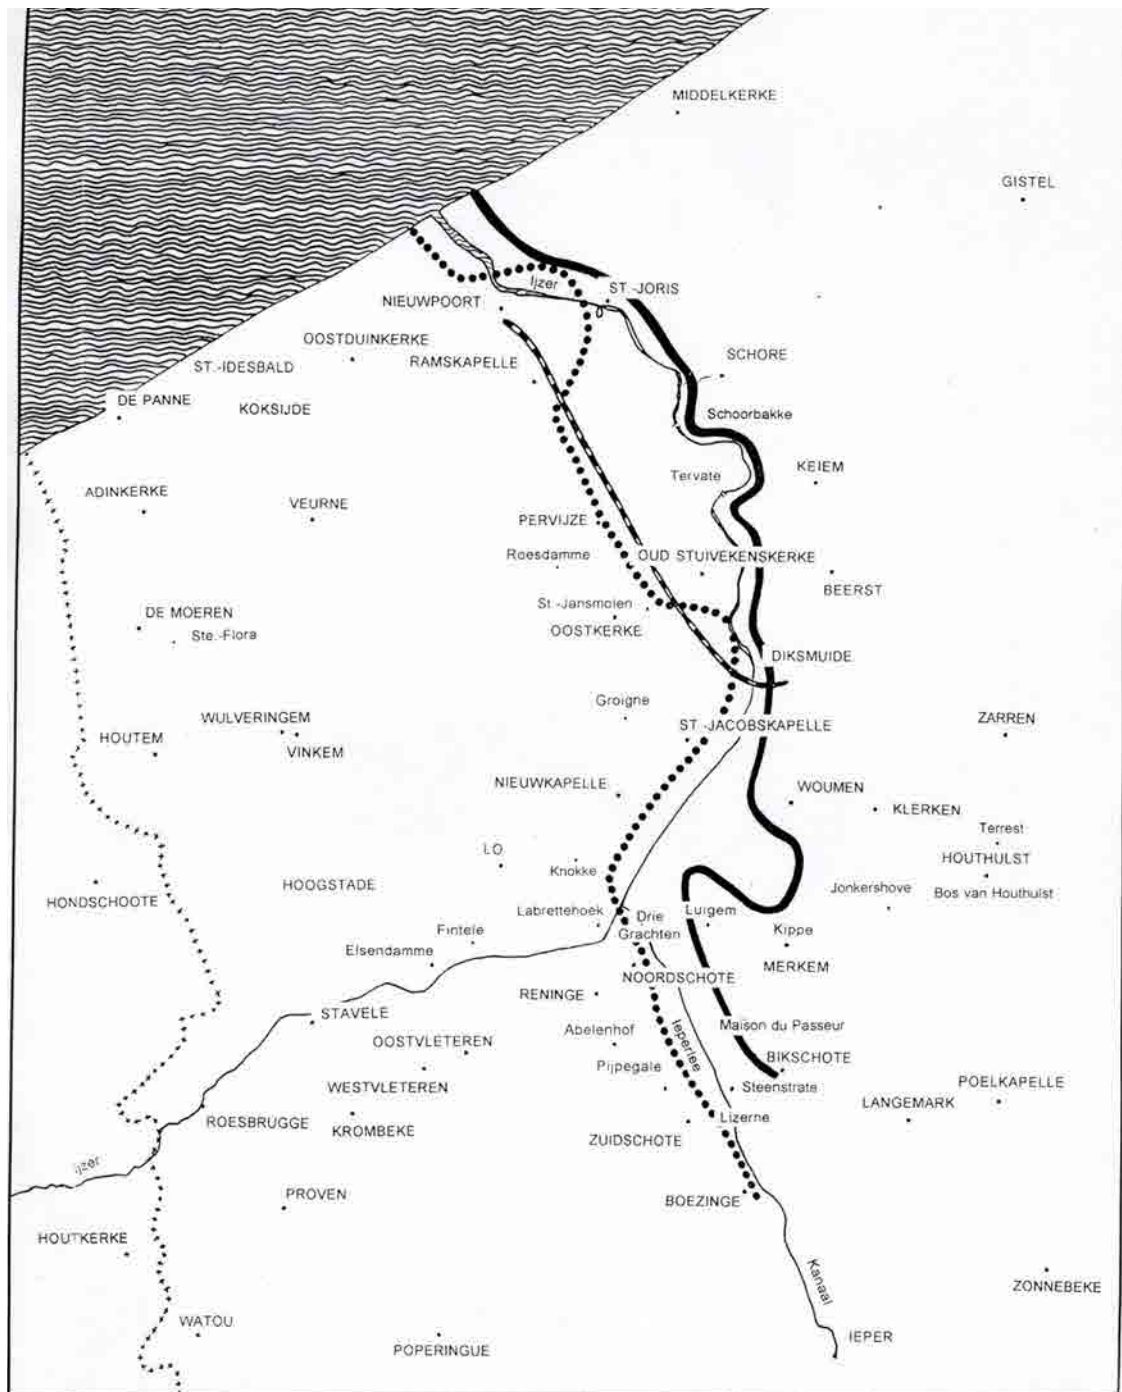 MIDDELKERKE
GISTEL
Ijzer
ST.-JORIS
NIEUWPOORT
OOSTDUINKERKE
RAMSKAPELLE
SCHORE
ST.-IDESBALD
DE PANNE
KOKSIJDE
Schoorbakke
KEIEM
Tervate
ADINKERKE
VEURNE
PERVIJZE
Roesdamme
OUD STUIVEKENSKERKE
BEERST
DE MOEREN
Ste.-Flora
St.-Jansmolen
OOSTKERKE
DIKSMUIDE
Groigne
WULVERINGEM
ST.-JACOBSKAPELLE
ZARREN
HOUTEM
VINKEM
NIEUWKAPELLE
WOUMEN
KLERKEN
Terrest
LO
HOUTHULST
Knokke
HOOGSTADE
Jonkershove
Bos van Houthulst
HONDSCHOOTE
Labrettehoek
Drie
Grachten
Luigem
Fintele
Kippe
Elsendamme
MERKEM
NOORDSCHOTE
RENINGE
STAVELE
Maison du Passeur
Abelenhof
Ieperlee
OOSTVLETEREN
BIKSCHOTE
Pijpegale
WESTVLETEREN
Steenstrate
POELKAPELLE
LANGEMARK
ROESBRUGGE
KROMBEKE
Lizerne
ZUIDSCHOTE
ijzer
PROVEN
BOEZINGE
HOUTKERKE
Kanaal
ZONNEBEKE
WATOU
IEPER
POPERINGUE